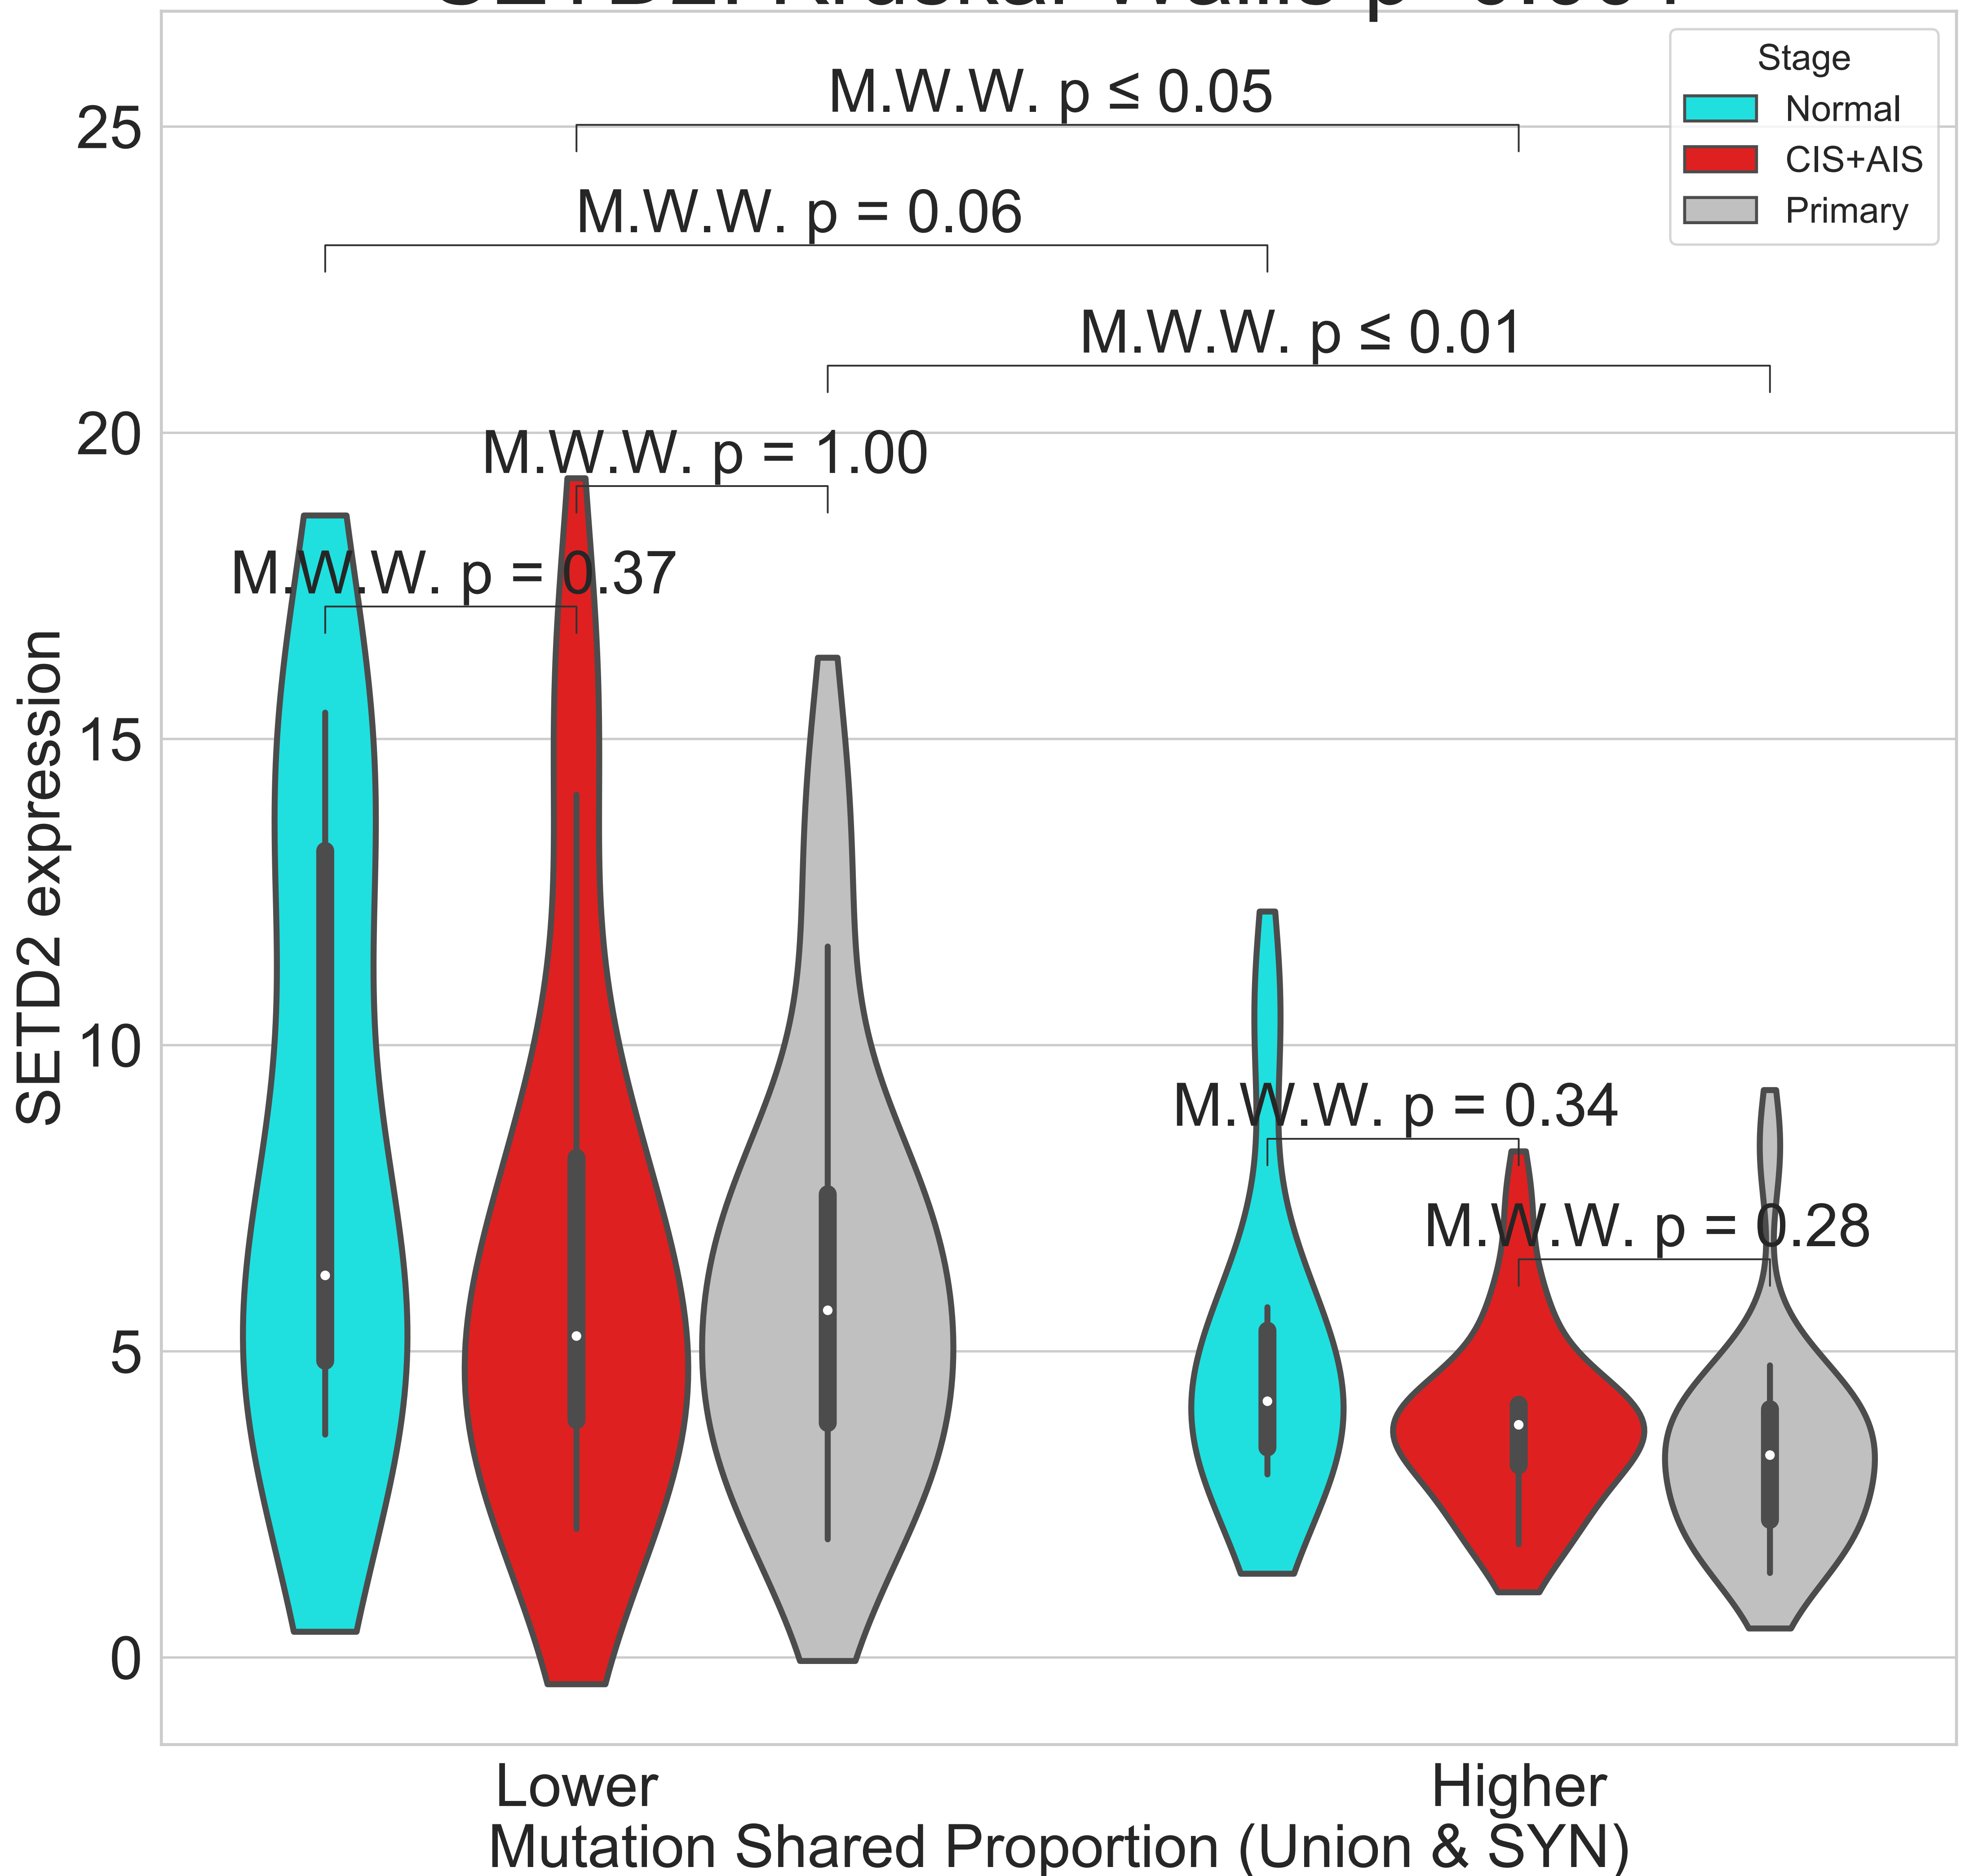 M.W.W. p ≤ 0.05
M.W.W. p = 0.06
M.W.W. p ≤ 0.01
M.W.W. p = 1.00
M.W.W. p = 0.37
M.W.W. p = 0.34
M.W.W. p = 0.28
Stage
Normal
CIS+AIS
Primary
SETD2 expression
25
20
15
10
5
0
Lower
Higher
Mutation Shared Proportion (Union & SYN)